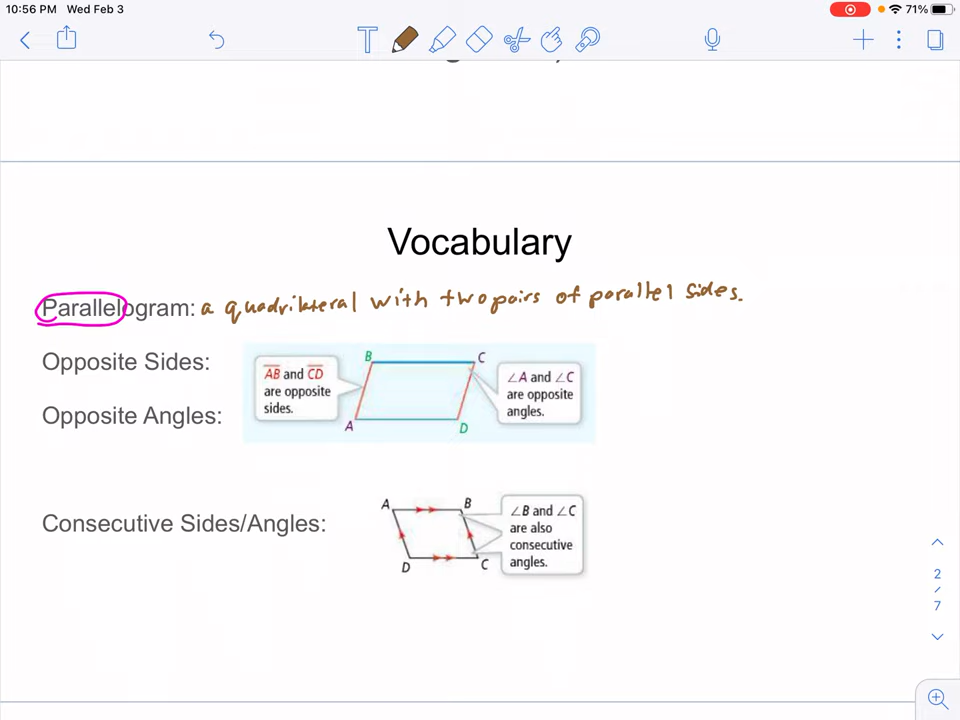 10:56 PM Wed Feb 3
71%
Vocabulary
Parallelogram: a quadrilateral with two pairs of parallel sides.
Opposite Sides:
Opposite Angles:
AB and CD
are opposite
sides.
B
C
A
D
∠A and ∠C
are opposite
angles.
Consecutive Sides/Angles:
A
B
D
C
∠B and ∠C
are also
consecutive
angles.
2
/
7